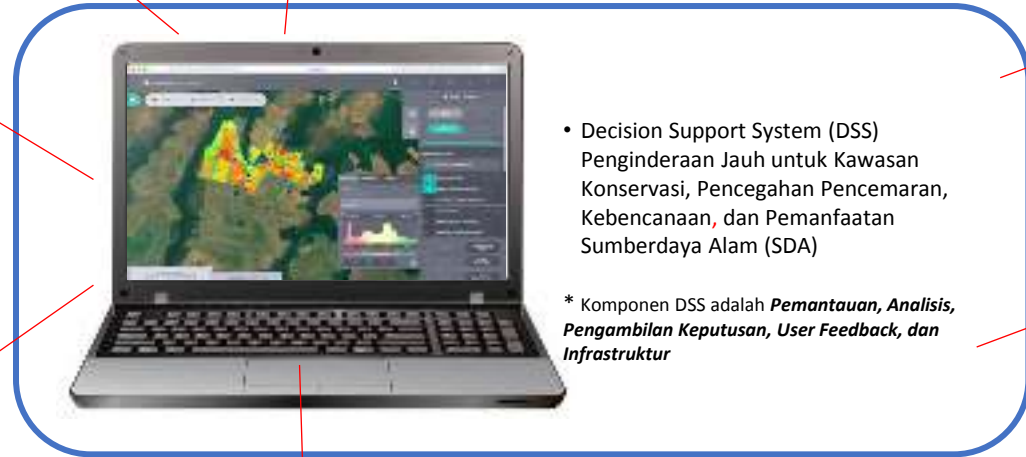 • Decision Support System (DSS)
Penginderaan Jauh untuk Kawasan
Konservasi, Pencegahan Pencemaran,
Kebencanaan, dan Pemanfaatan
Sumberdaya Alam (SDA)
* Komponen DSS adalah Pemantauan, Analisis,
Pengambilan Keputusan, User Feedback, dan
Infrastruktur